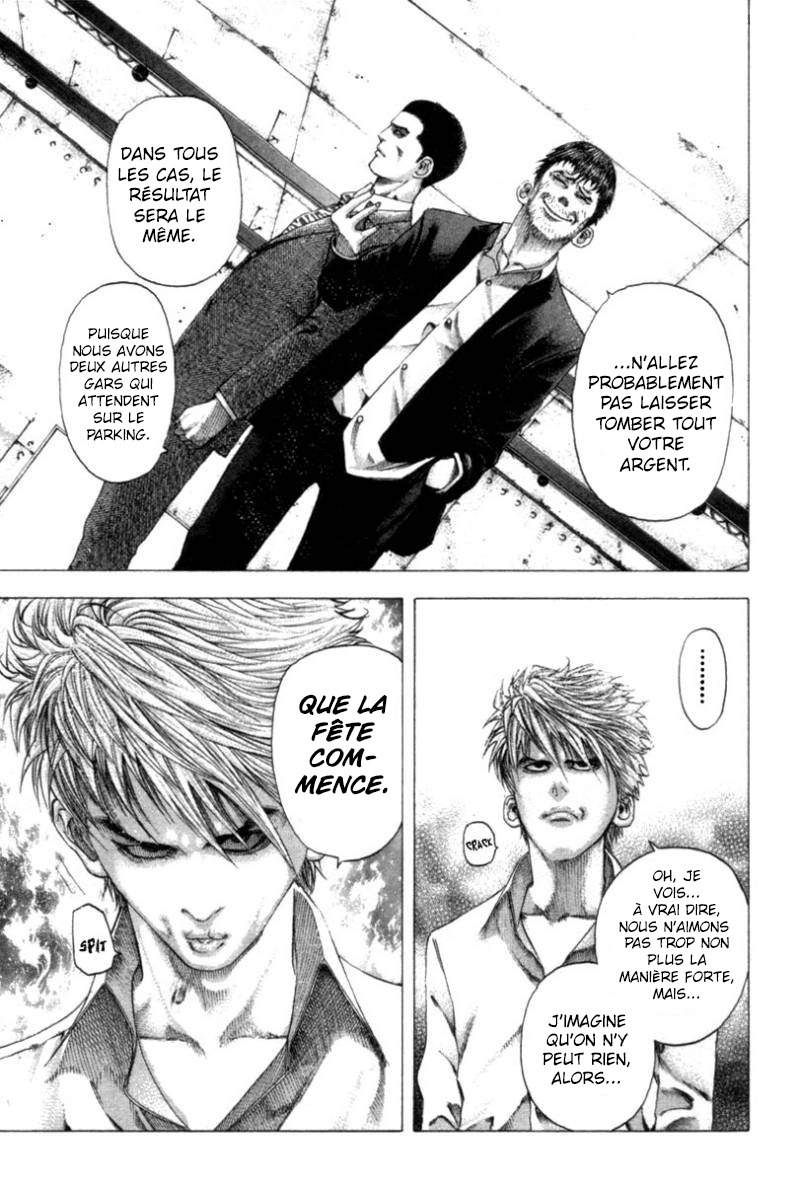 ...N'ALLEZ
PROBABLEMENT
PAS LAISSER
TOMBER TOUT
VOTRE
ARGENT.
DANS TOUS
LES CAS, LE
RÉSULTAT
SERA LE
MÊME.
PUISQUE
NOUS AVONS
DEUX AUTRES
GARS QUI
ATTENDENT
SUR LE
PARKING.
.........
CRACK
OH, JE
VOIS...
À VRAI DIRE,
NOUS N'AIMONS
PAS TROP NON
PLUS LA
MANIÈRE FORTE,
MAIS...
J'IMAGINE
QU'ON N'Y
PEUT RIEN,
ALORS...
QUE LA
FÊTE
COM-
MENCE.
SPIT